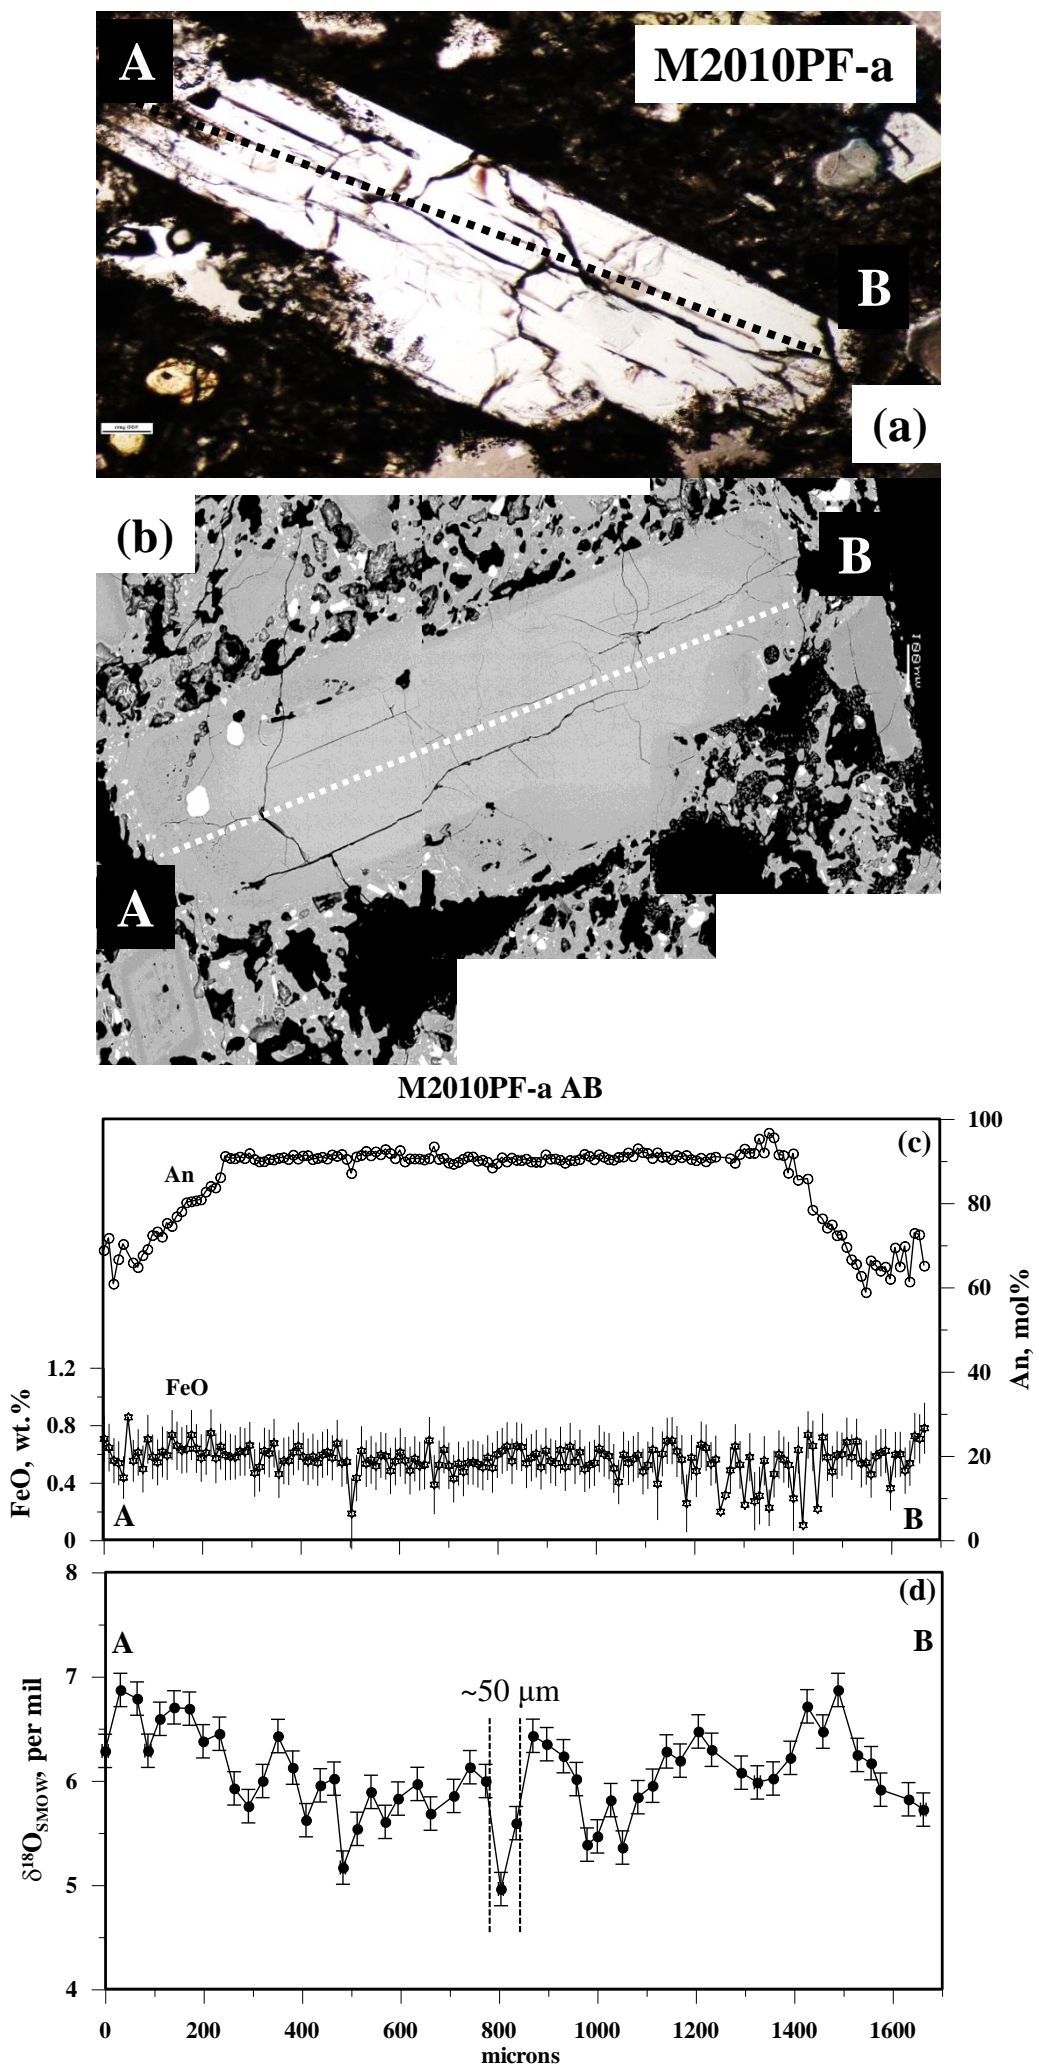 A
M2010PF-a
B
(a)
(b)
B
100
A
M2010PF-a AB
100
(c)
An
80
60
An, mol%
1.2
40
FeO
FeO, wt.%
0.8
20
0.4
A
B
0
0
8
(d)
A
B
7
~50 μm
δ¹⁸O_SMOW, per mil
6
5
4
0 200 400 600 800 1000 1200 1400 1600
microns